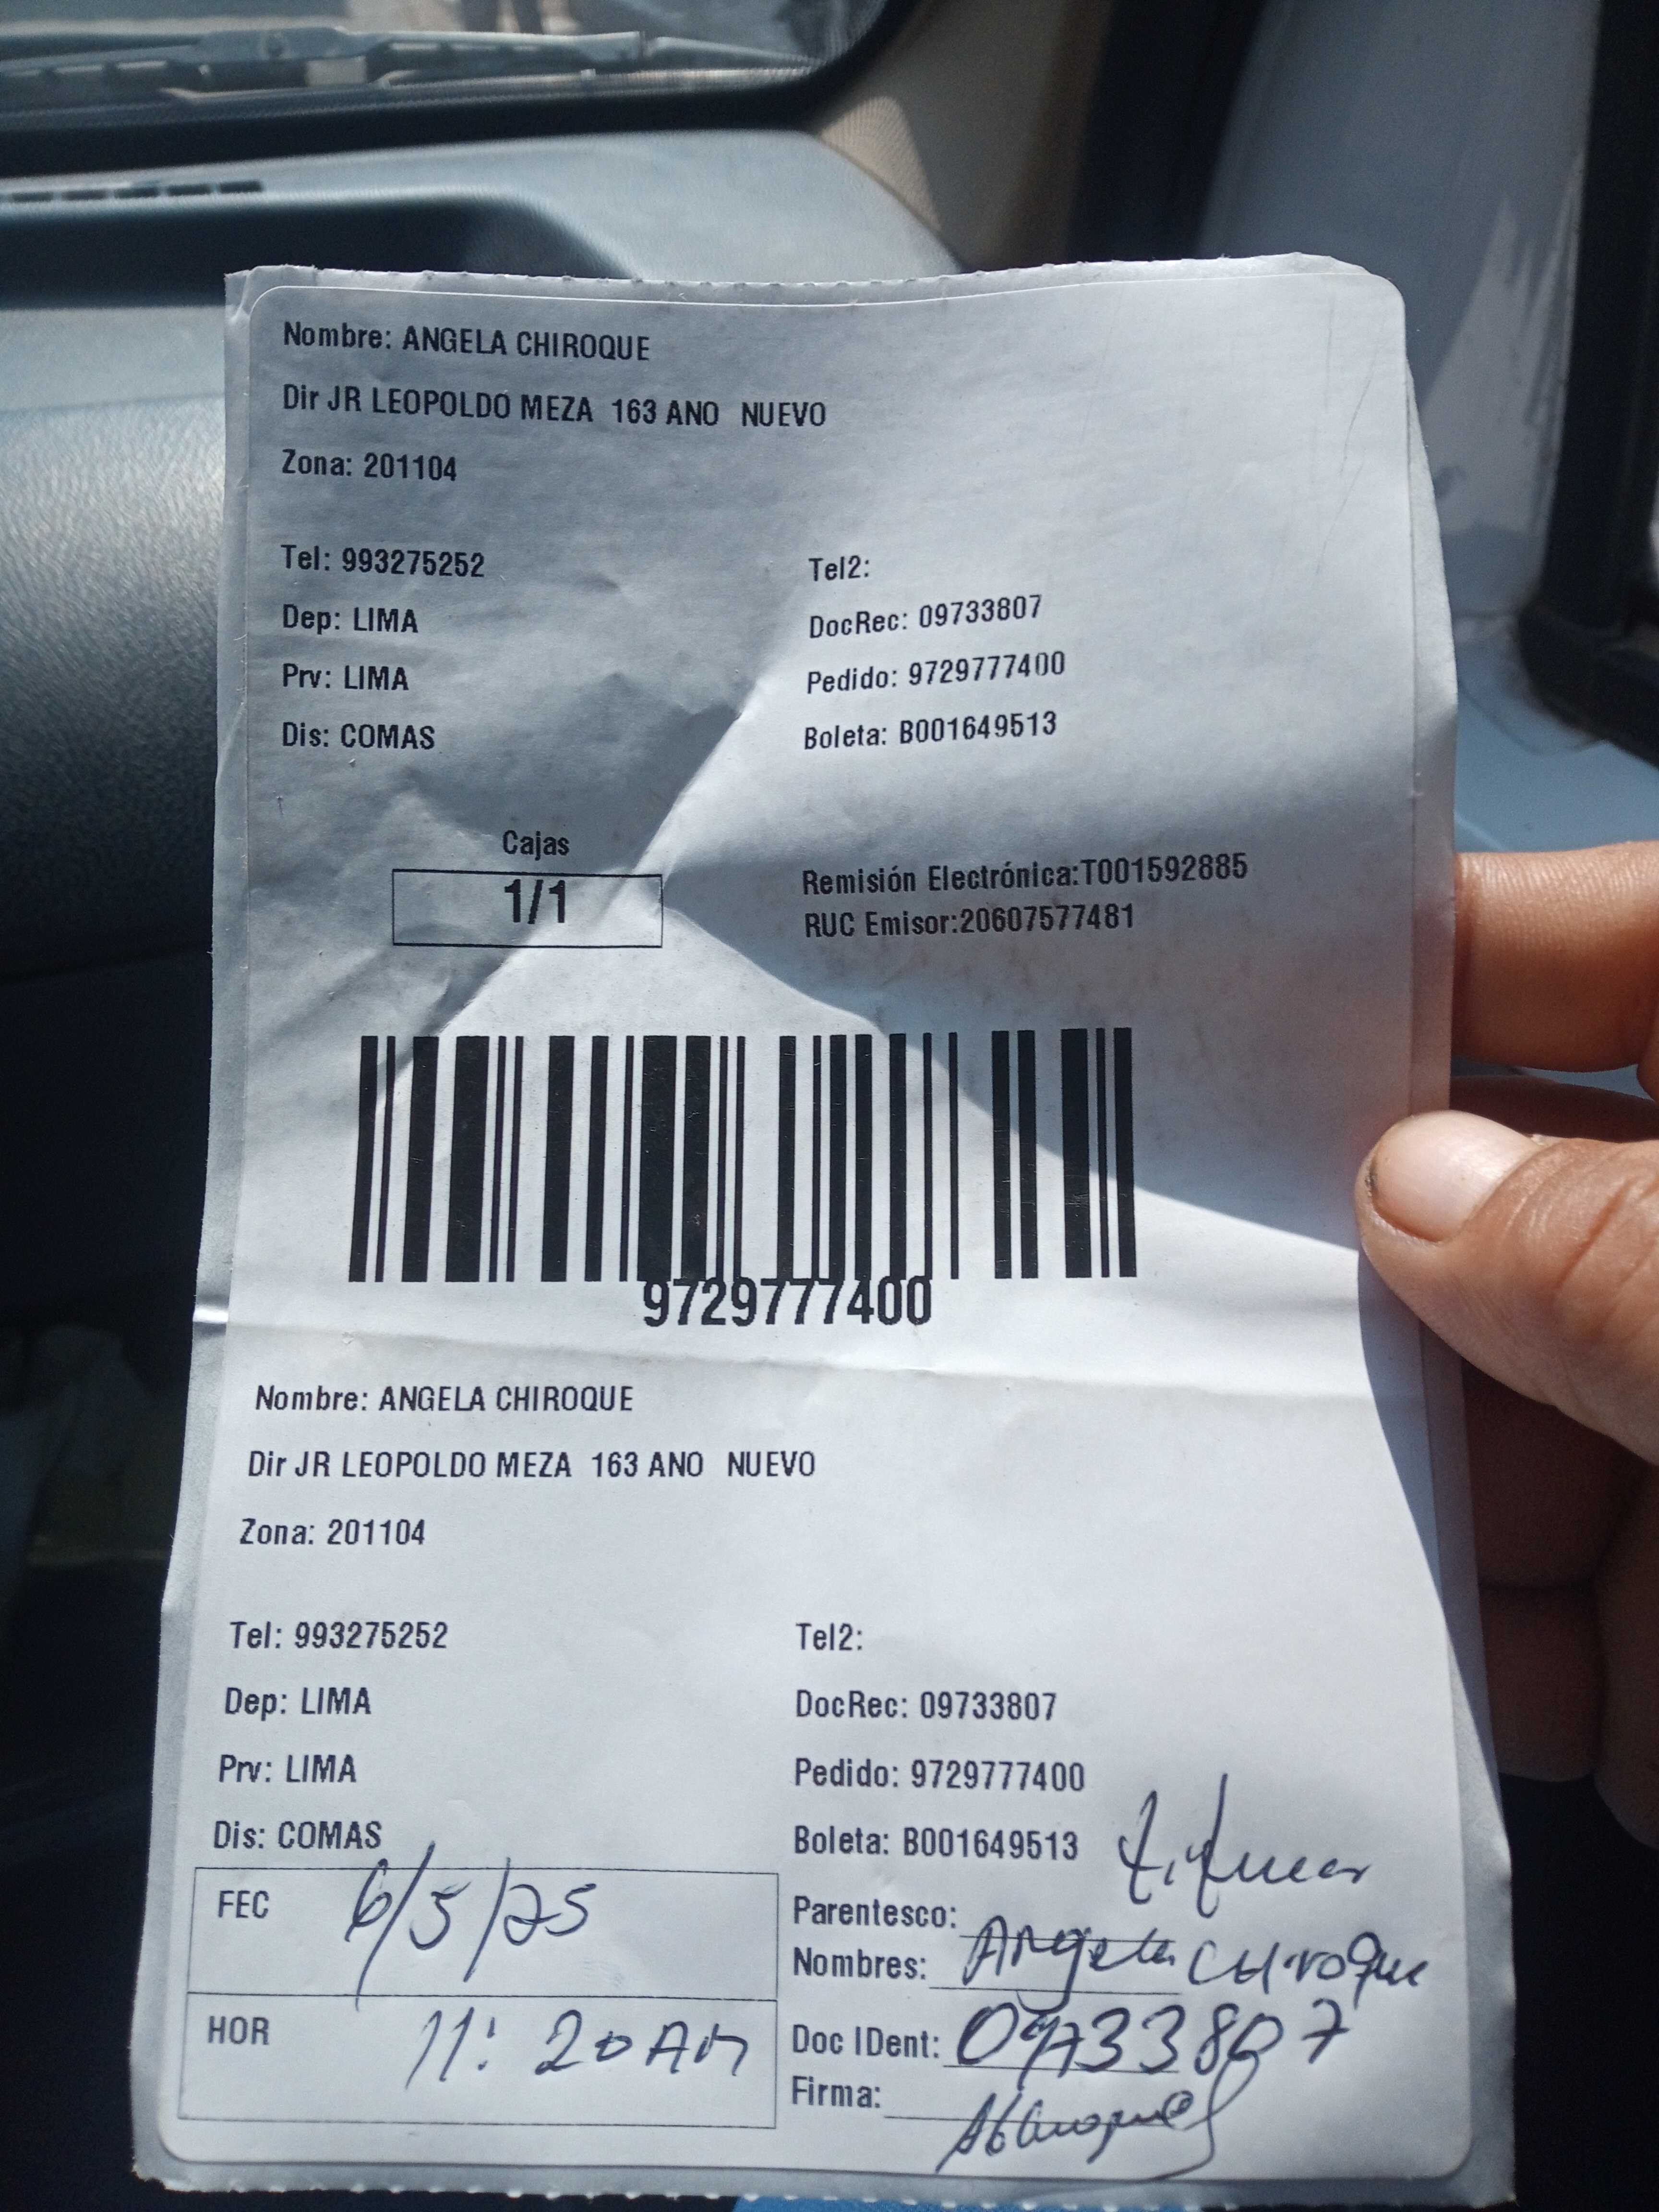 Nombre: ANGELA CHIROQUE
Dir JR LEOPOLDO MEZA 163 ANO NUEVO
Zona: 201104
Tel: 993275252 Tel2:
Dep: LIMA DocRec: 09733807
Prv: LIMA Pedido: 9729777400
Dis: COMAS Boleta: B001649513
Cajas
1/1
Remisión Electrónica:T001592885
RUC Emisor:20607577481
9729777400
Nombre: ANGELA CHIROQUE
Dir JR LEOPOLDO MEZA 163 ANO NUEVO
Zona: 201104
Tel: 993275252 Tel2:
Dep: LIMA DocRec: 09733807
Prv: LIMA Pedido: 9729777400
Dis: COMAS Boleta: B001649513
FEC 6/5/25
HOR 11:20 AM
Parentesco:
Nombres: Angela CHiroque
Doc IDent: 09733807
Firma: